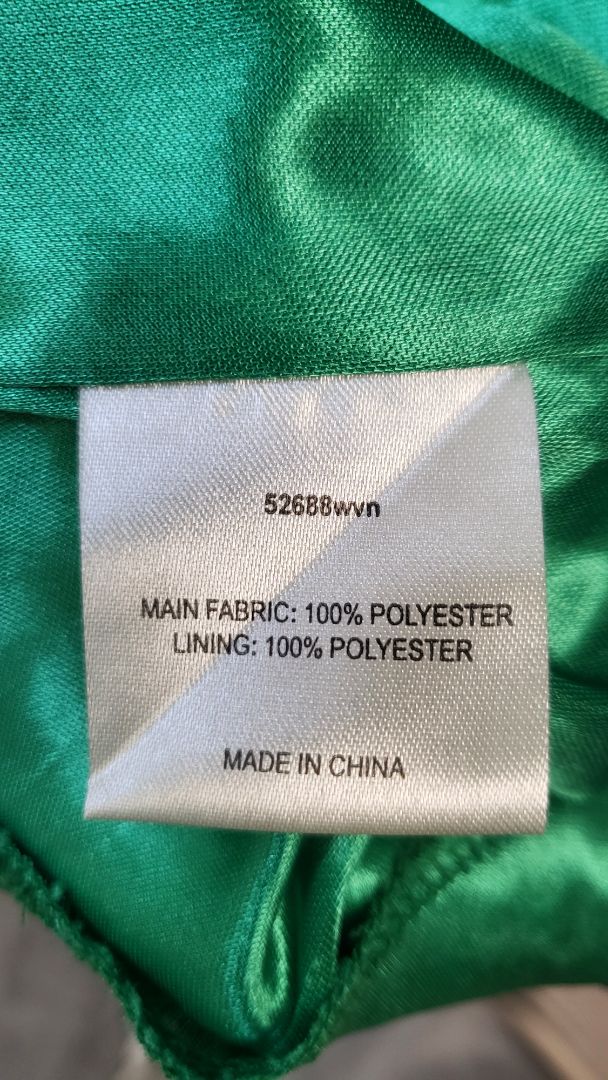 52688wvn
MAIN FABRIC: 100% POLYESTER
LINING: 100% POLYESTER
MADE IN CHINA